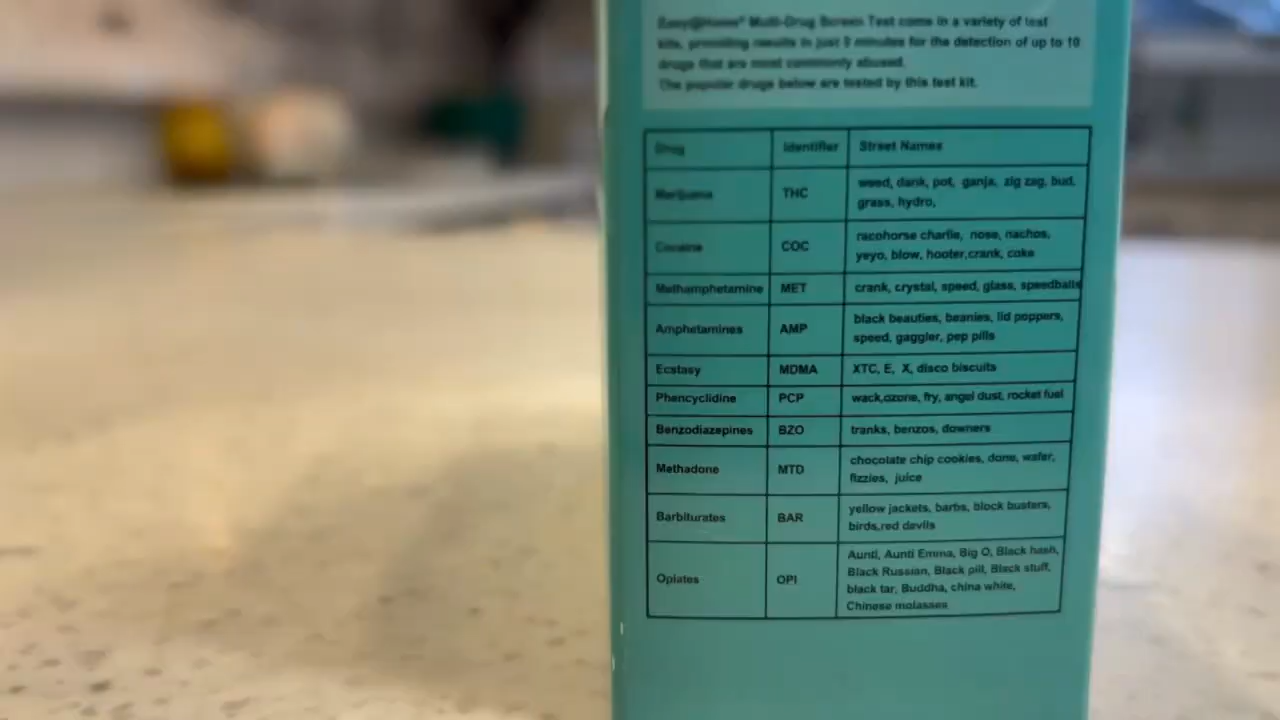 Easy@Home® Multi-Drug Screen Test come in a variety of test
kits, providing results in just 5 minutes for the detection of up to 10
drugs that are most commonly abused.
The popular drugs below are tested by this test kit.
Drug Identifier Street Names
Marijuana THC weed, dank, pot, ganja, zig zag, bud,
grass, hydro,
Cocaine COC racehorse charlie, nose, nachos,
yeyo, blow, hooter,crank, coke
Methamphetamine MET crank, crystal, speed, glass, speedballs
Amphetamines AMP black beauties, beanies, lid poppers,
speed, gaggler, pep pills
Ecstasy MDMA XTC, E, X, disco biscuits
Phencyclidine PCP wack,ozone, fry, angel dust, rocket fuel
Benzodiazepines BZO tranks, benzos, downers
Methadone MTD chocolate chip cookies, done, wafer,
fizzies, juice
Barbiturates BAR yellow jackets, barbs, block busters,
birds,red devils
Opiates OPI Aunti, Aunti Emma, Big O, Black hash,
Black Russian, Black pill, Black stuff,
black tar, Buddha, china white,
Chinese molasses